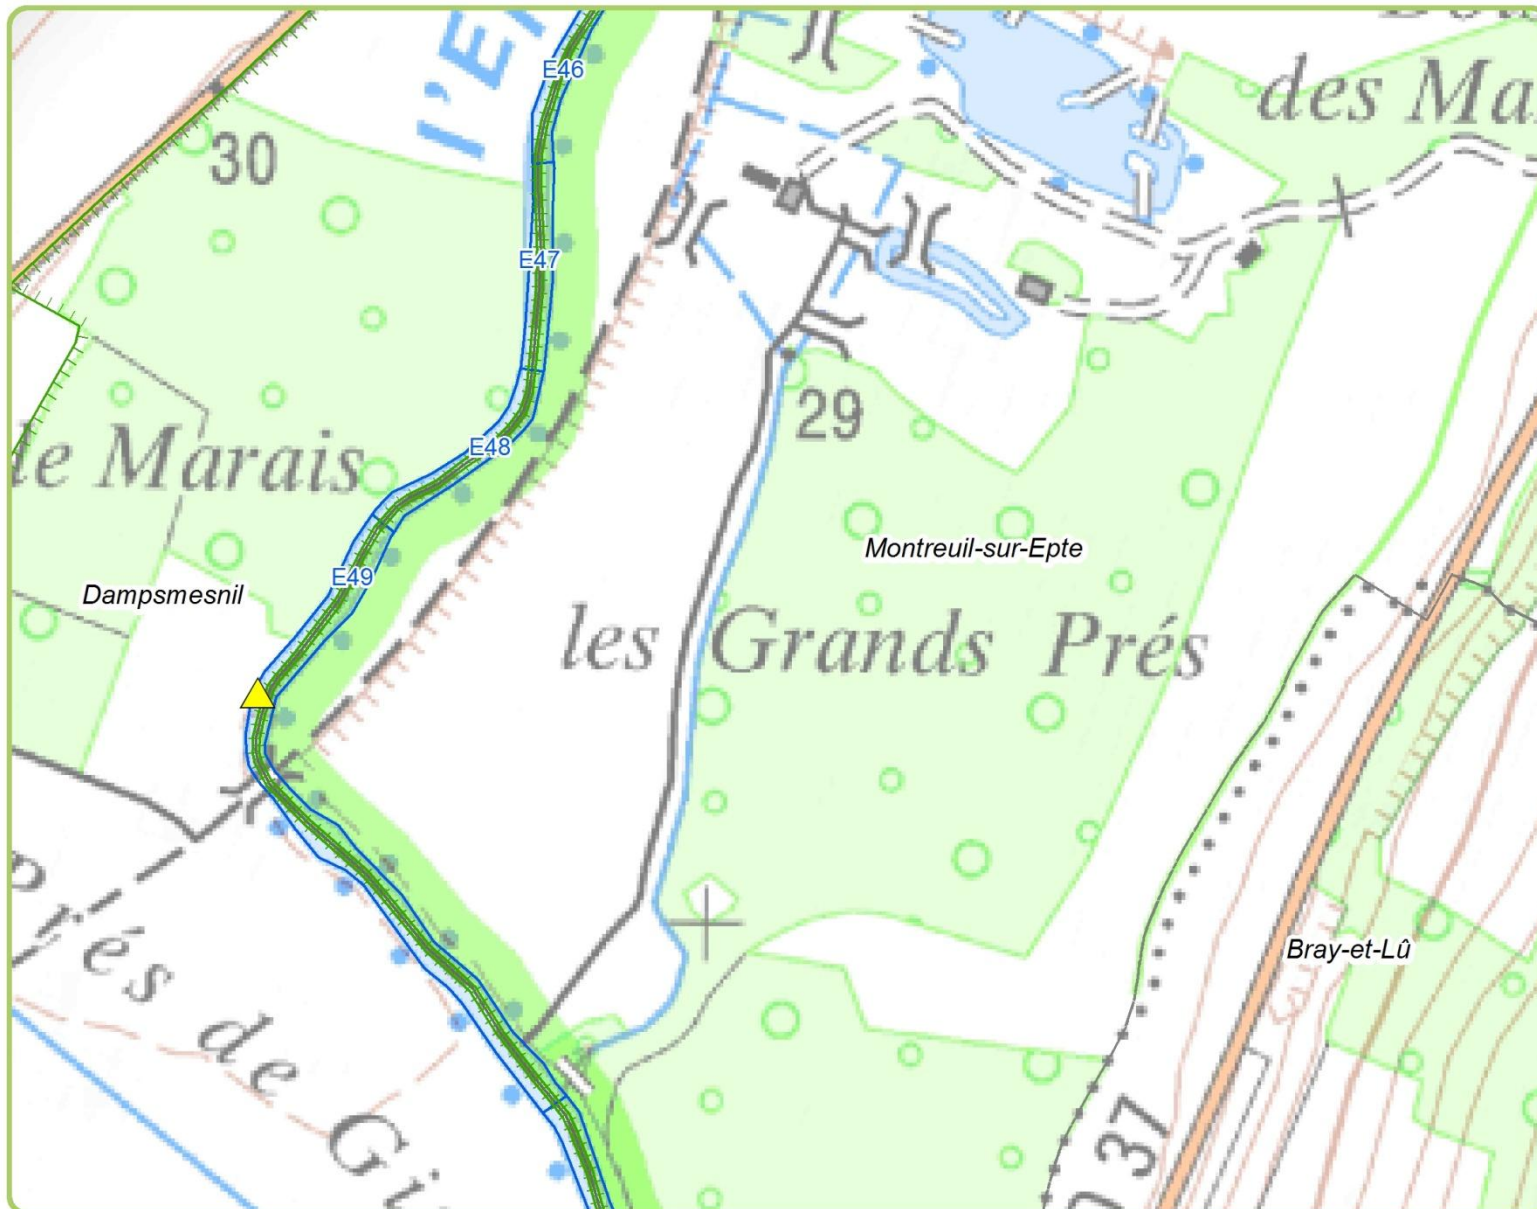 l'E
E46
des Ma
30
E47
29
E48
le Marais
Montreuil-sur-Epte
E49
Dampsmesnil
les Grands Prés
Prés de Gi
Bray-et-Lû
37